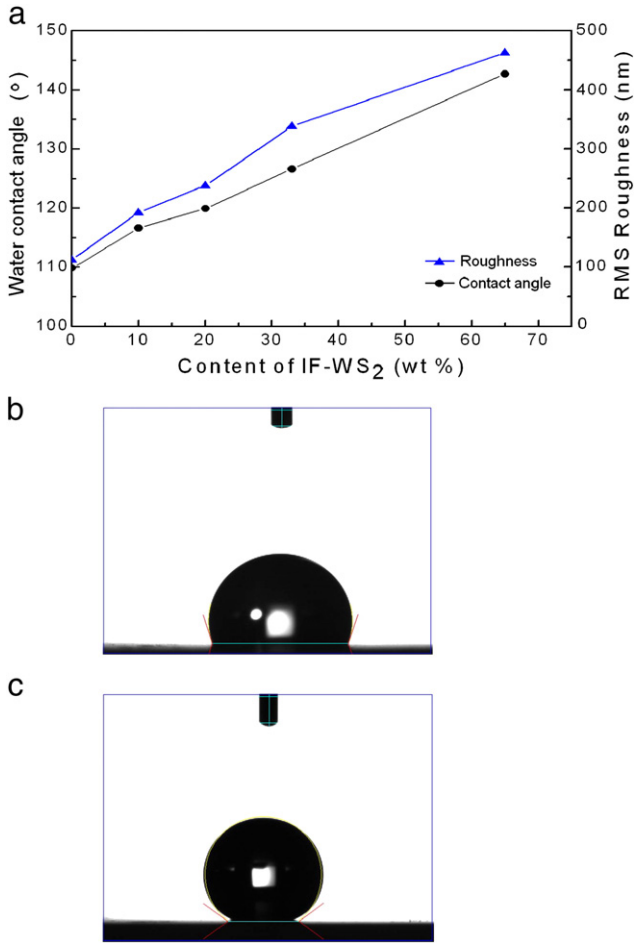 a
150
140
130
120
110
100
Water contact angle (º)
500
400
300
200
100
0
RMS Roughness (nm)
Roughness
Contact angle
0 10 20 30 40 50 60 70
Content of IF-WS2 (wt %)
b
c